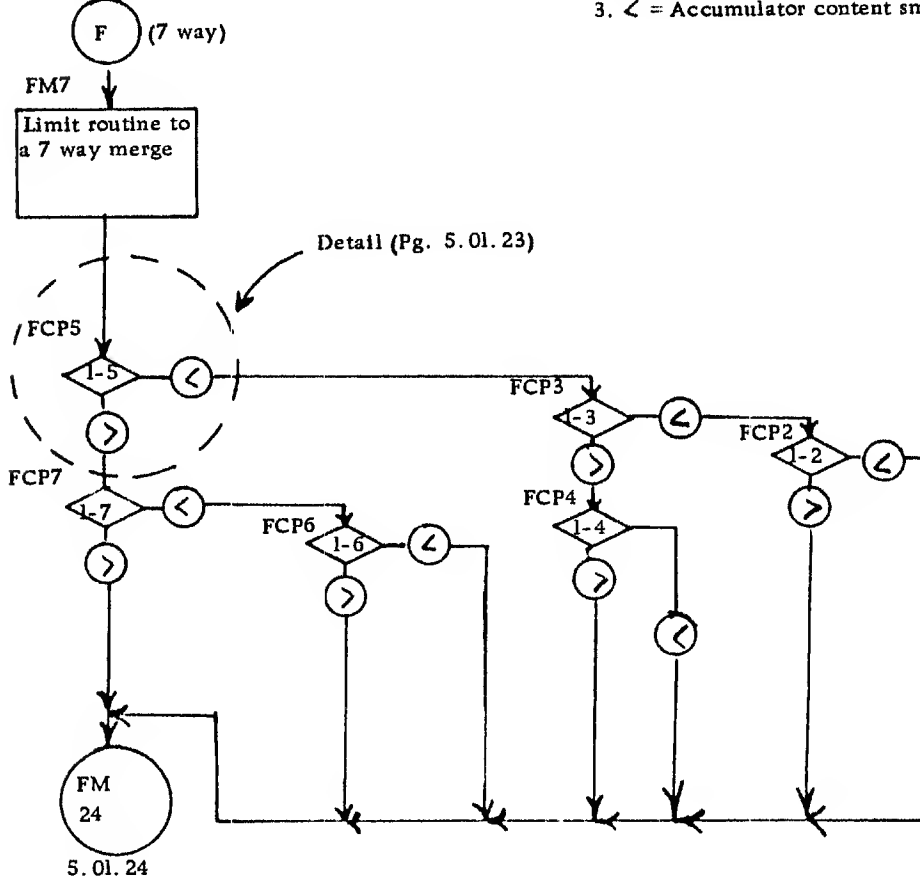 3. < = Accumulator content
F (7 way)
FM7
Limit routine to
a 7 way merge
Detail (Pg. 5.01.23)
FCP5
1-5 <
>
FCP3
1-3 <
>
FCP2
1-2 <
>
FCP7
1-7 <
>
FCP6
1-6 <
>
FCP4
1-4
>
<
FM
24
5.01.24